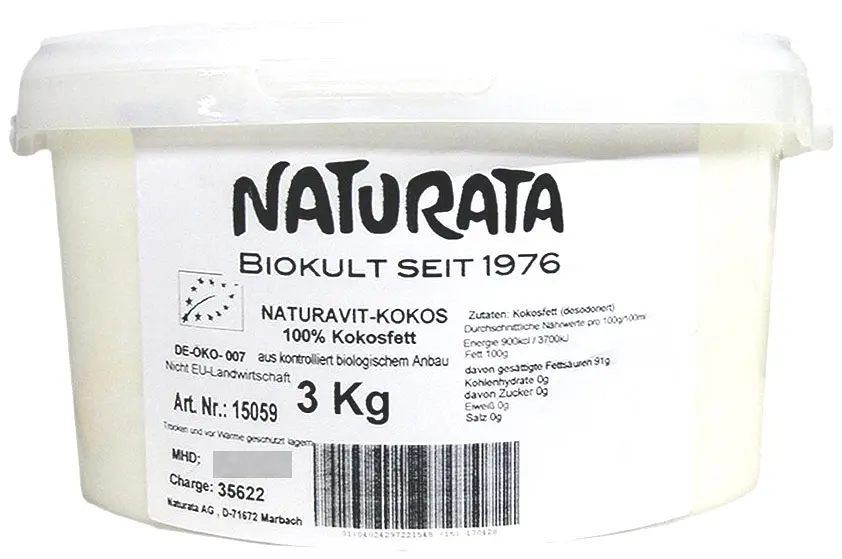 NATURATA
BIOKULT SEIT 1976
NATURAVIT-KOKOS
100% Kokosfett
DE-ÖKO- 007 aus kontrolliert biologischem Anbau
Nicht EU-Landwirtschaft
Art. Nr.: 15059 3 Kg
Trocken und vor Wärme geschützt lagern
MHD;
Charge: 35622
Naturata AG , D-71672 Marbach
Zutaten: Kokosfett (desodoriert)
Durchschnittliche Nährwerte pro 100g/100ml
Energie 900kcl / 3700kJ
Fett 100g
davon gesättigte Fettsäuren 91g
Kohlenhydrate 0g
davon Zucker 0g
Eiweiß 0g
Salz 0g